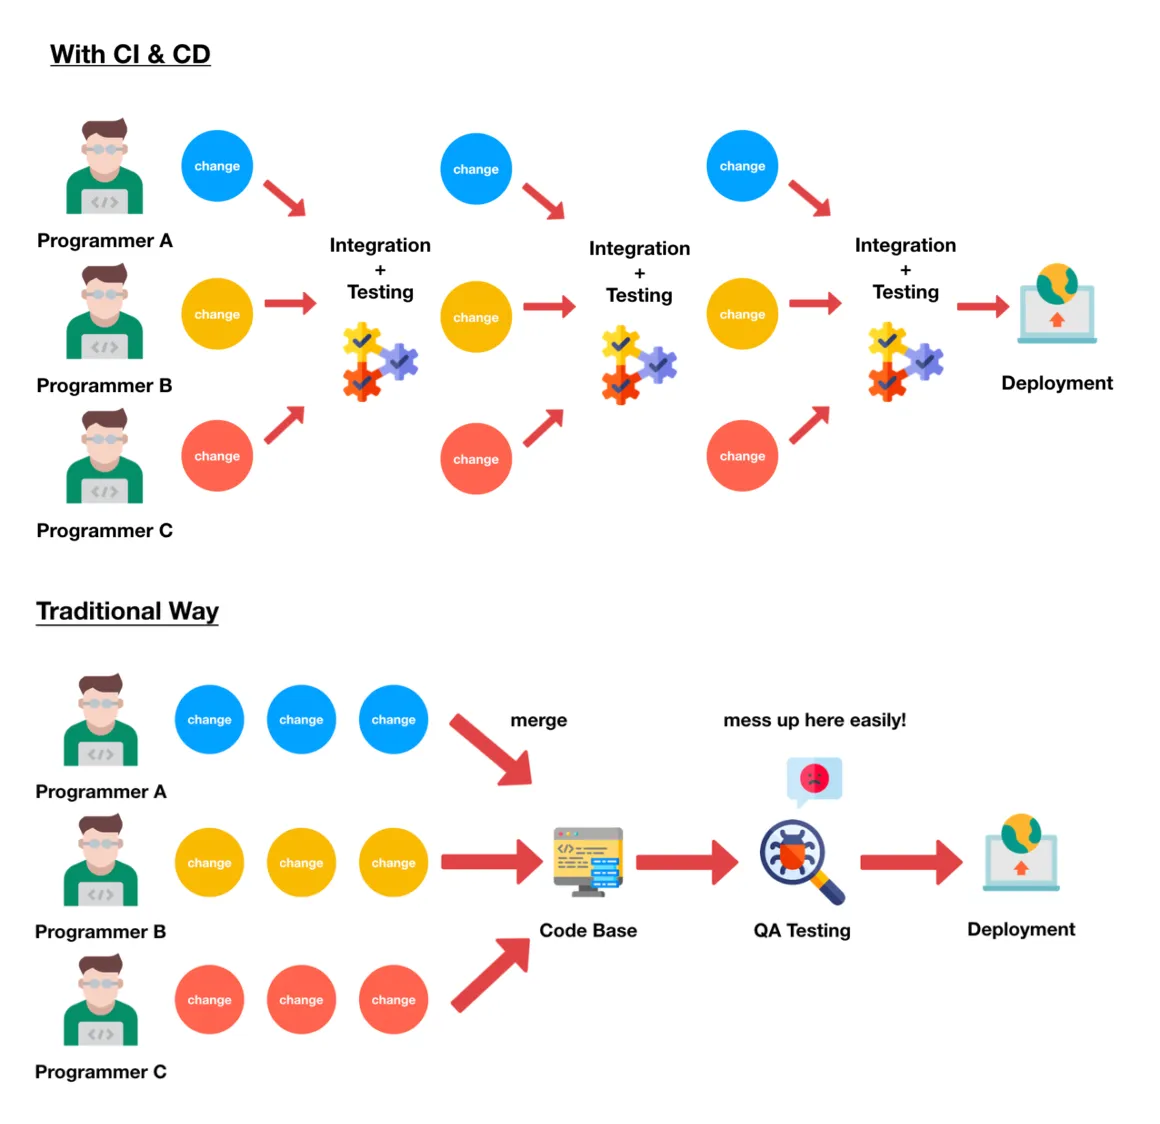 With CI & CD
change
change
change
Programmer A
Integration
+
Testing
Integration
+
Testing
Integration
+
Testing
change
change
change
</>
Programmer B
Deployment
change
change
change
</>
Programmer C
</>
Traditional Way
change
change
change
merge
mess up here easily!
</>
Programmer A
change
change
change
</>
</>
Programmer B
Code Base
QA Testing
Deployment
change
change
change
</>
Programmer C